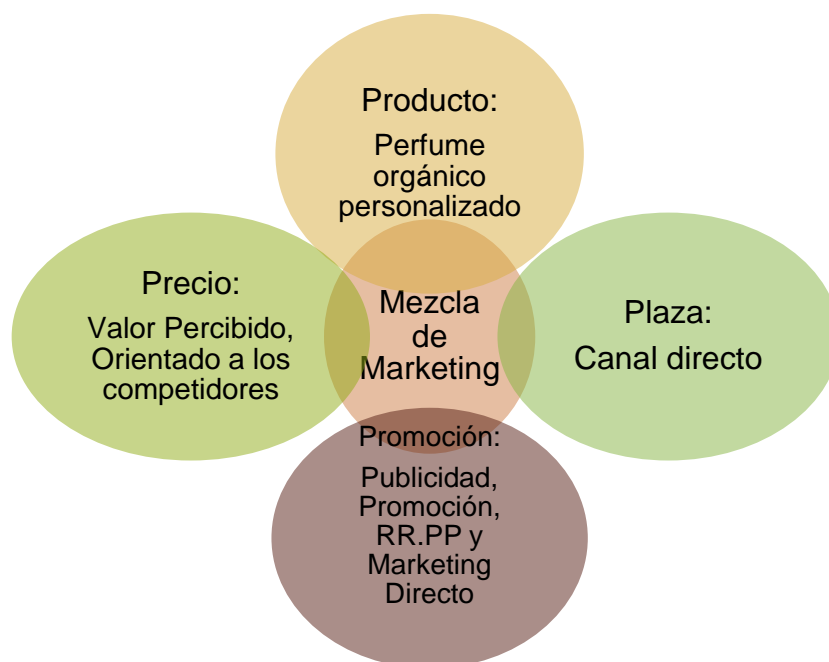 Producto:
Perfume
orgánico
personalizado
Precio:
Valor Percibido,
Orientado a los
competidores
Mezcla
de
Marketing
Plaza:
Canal directo
Promoción:
Publicidad,
Promoción,
RR.PP y
Marketing
Directo